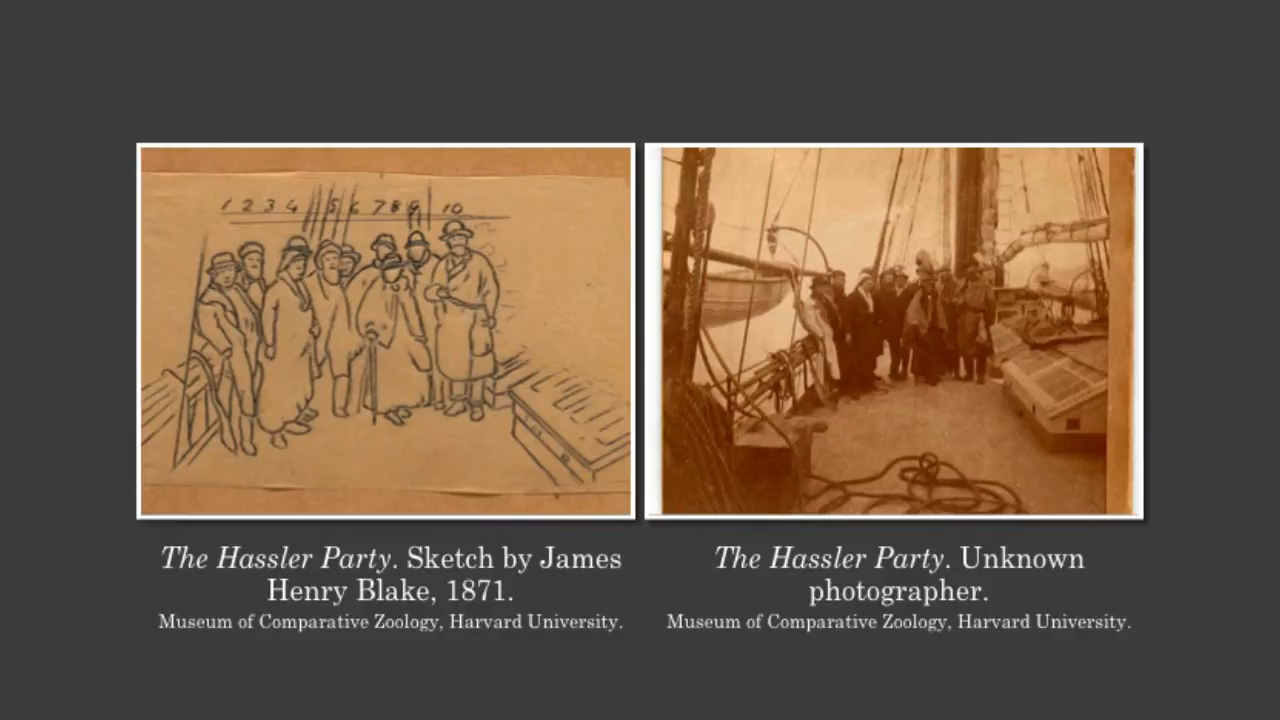 1 2 3 4 5 6 7 8 9 10
The Hassler Party. Sketch by James
Henry Blake, 1871.
Museum of Comparative Zoology, Harvard University.
The Hassler Party. Unknown
photographer.
Museum of Comparative Zoology, Harvard University.